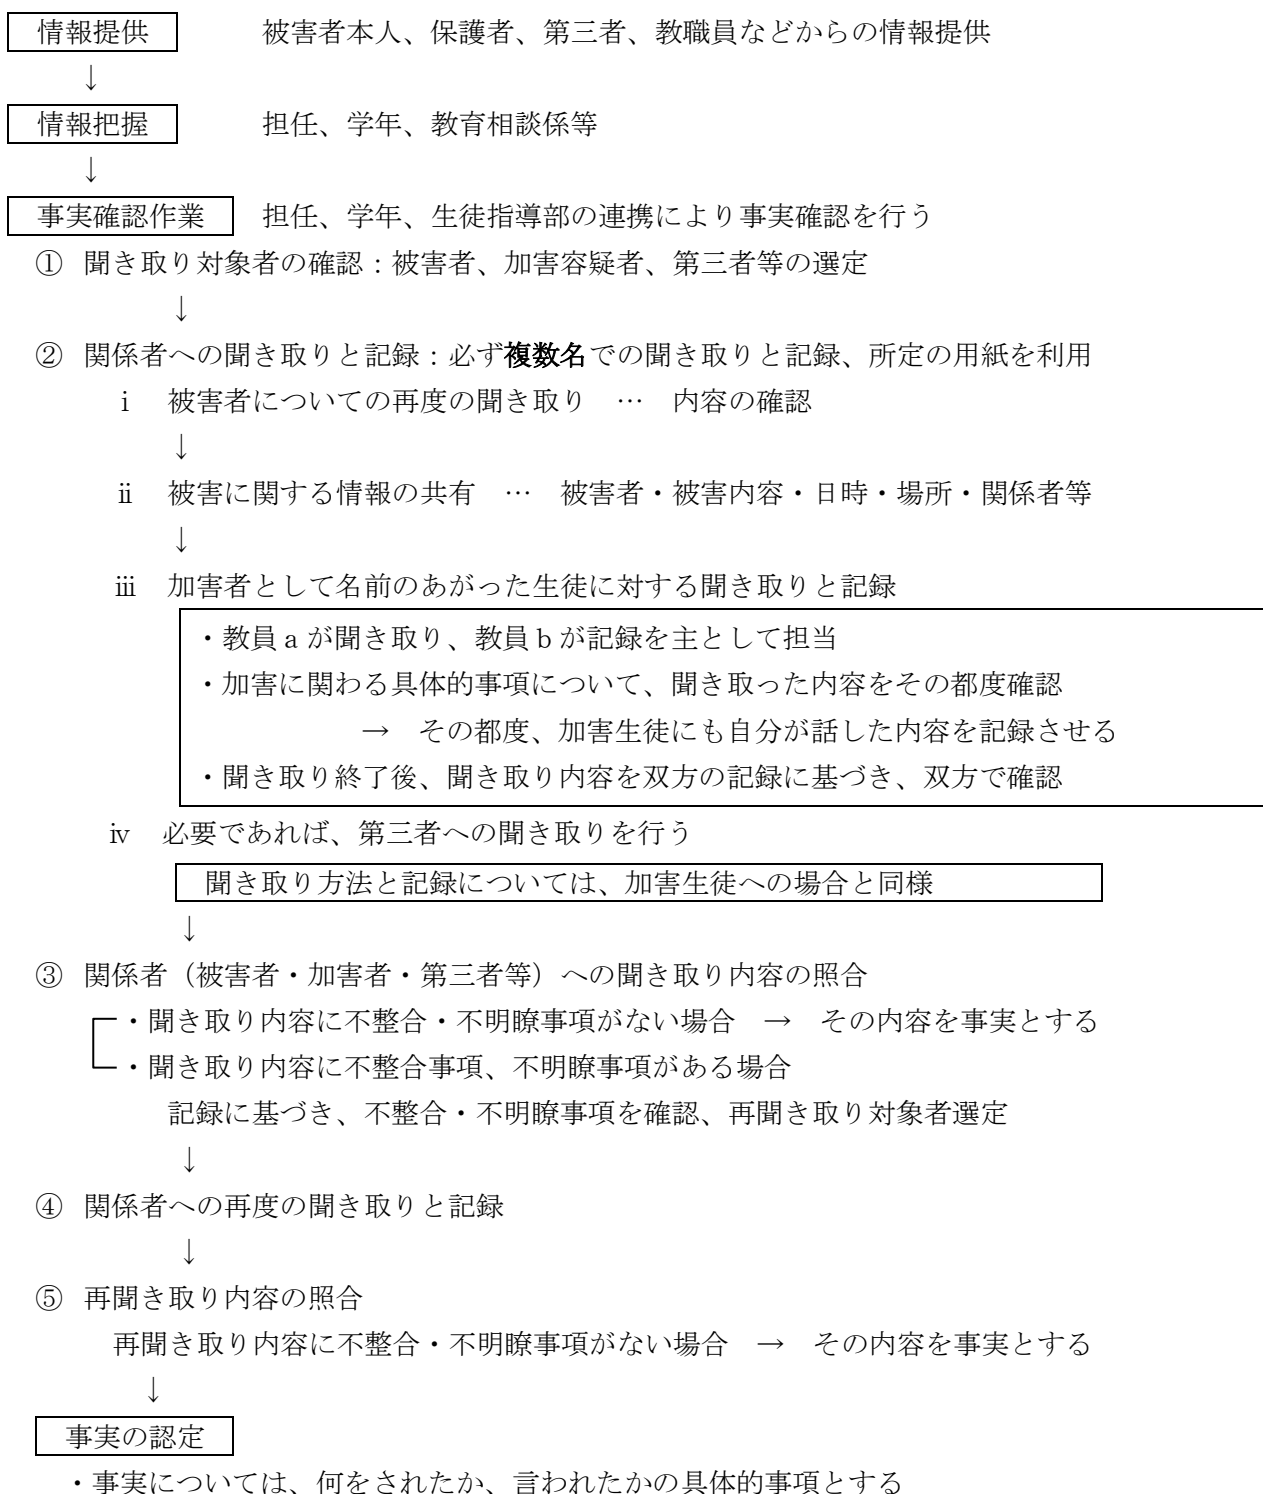 情報提供　被害者本人、保護者、第三者、教職員などからの情報提供
↓
情報把握　担任、学年、教育相談係等
↓
事実確認作業　担任、学年、生徒指導部の連携により事実確認を行う
① 聞き取り対象者の確認：被害者、加害容疑者、第三者等の選定
↓
② 関係者への聞き取りと記録：必ず複数名での聞き取りと記録、所定の用紙を利用
ⅰ　被害者についての再度の聞き取り　…　内容の確認
↓
ⅱ　被害に関する情報の共有　…　被害者・被害内容・日時・場所・関係者等
↓
ⅲ　加害者として名前のあがった生徒に対する聞き取りと記録
・教員 a が聞き取り、教員 b が記録を主として担当
・加害に関わる具体的事項について、聞き取った内容をその都度確認
→　その都度、加害生徒にも自分が話した内容を記録させる
・聞き取り終了後、聞き取り内容を双方の記録に基づき、双方で確認
ⅳ　必要であれば、第三者への聞き取りを行う
聞き取り方法と記録については、加害生徒への場合と同様
↓
③ 関係者（被害者・加害者・第三者等）への聞き取り内容の照合
・聞き取り内容に不整合・不明瞭事項がない場合　→　その内容を事実とする
・聞き取り内容に不整合事項、不明瞭事項がある場合
記録に基づき、不整合・不明瞭事項を確認、再聞き取り対象者選定
↓
④ 関係者への再度の聞き取りと記録
↓
⑤ 再聞き取り内容の照合
再聞き取り内容に不整合・不明瞭事項がない場合　→　その内容を事実とする
↓
事実の認定
・事実については、何をされたか、言われたかの具体的事項とする